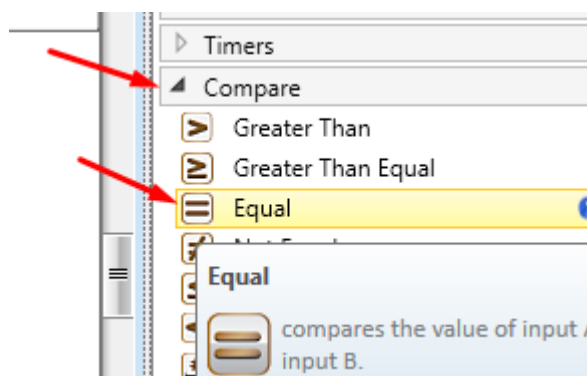 Timers
Compare
Greater Than
Greater Than Equal
Equal
Equal
compares the value of input
input B.